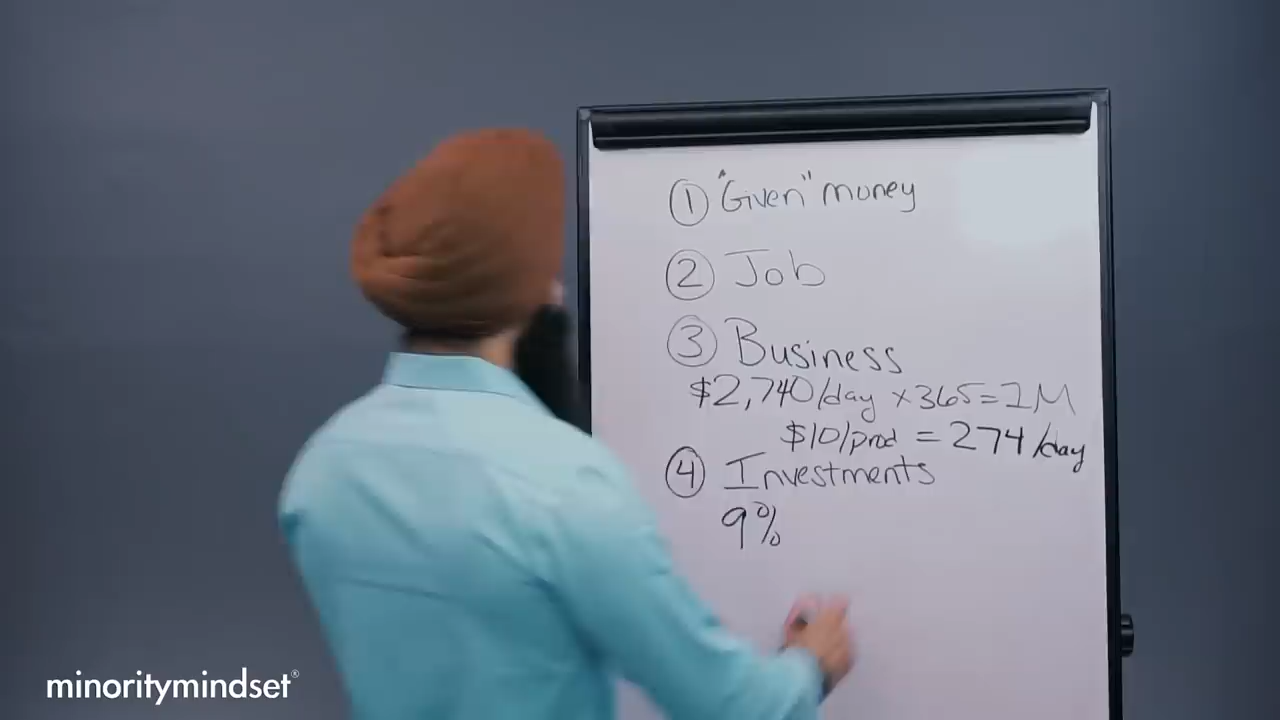 ① "Given" money
② Job
③ Business
$2,740/day ×365=1M
$10/prod = 274/day
④ Investments
9%
minoritymindset®